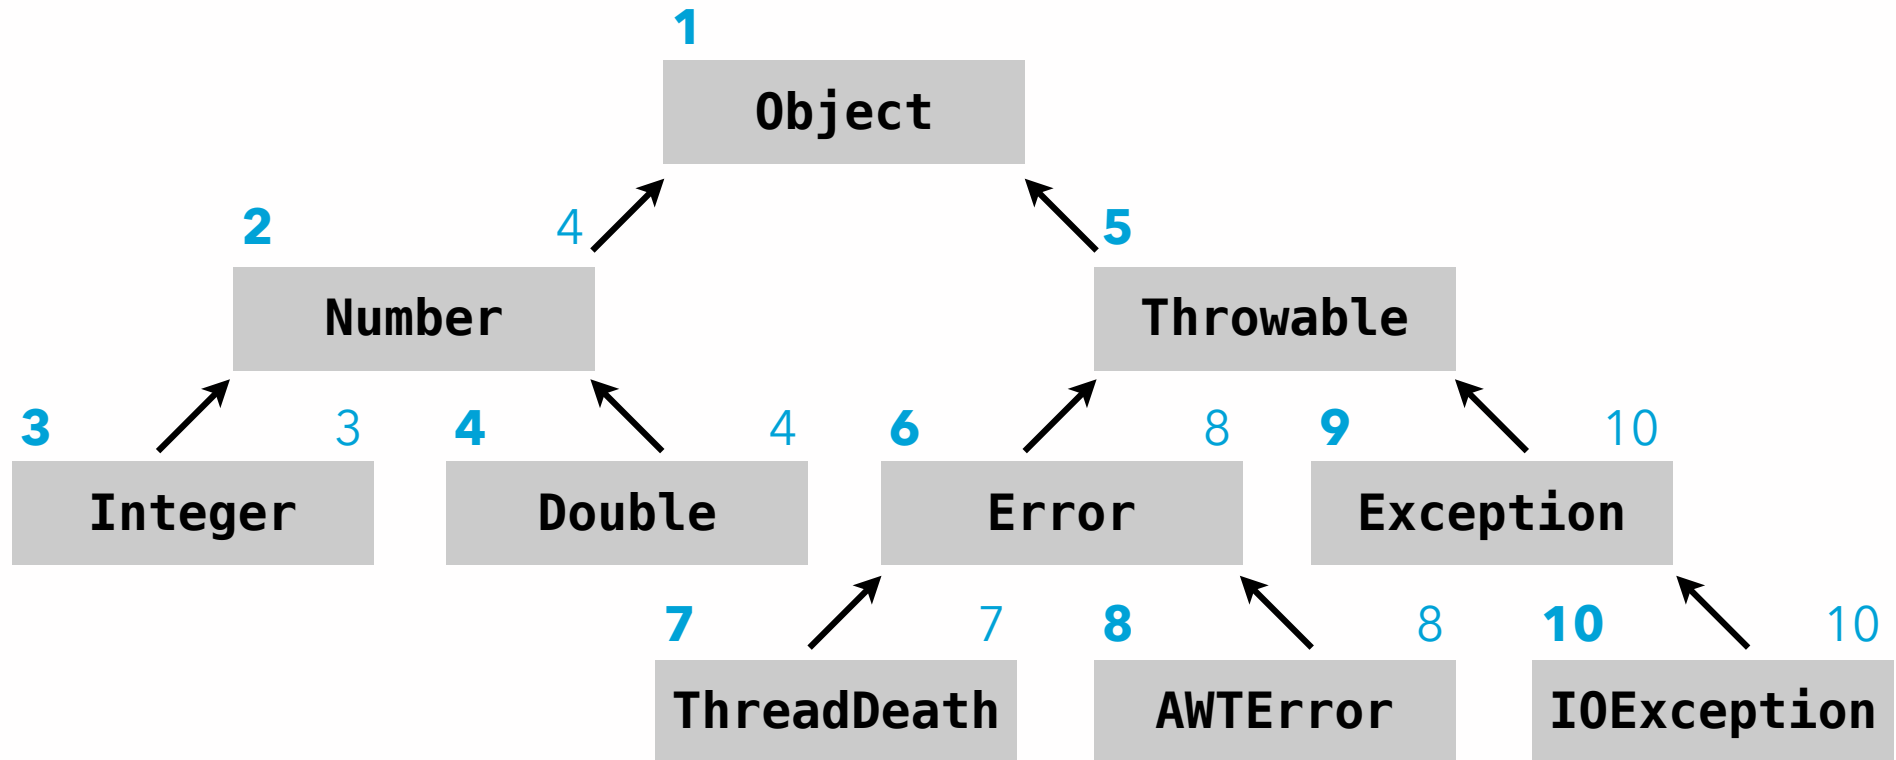 1
Object
2 4 5
Number Throwable
3 3 4 4 6 8 9 10
Integer Double Error Exception
7 7 8 8 10 10
ThreadDeath AWTError IOException